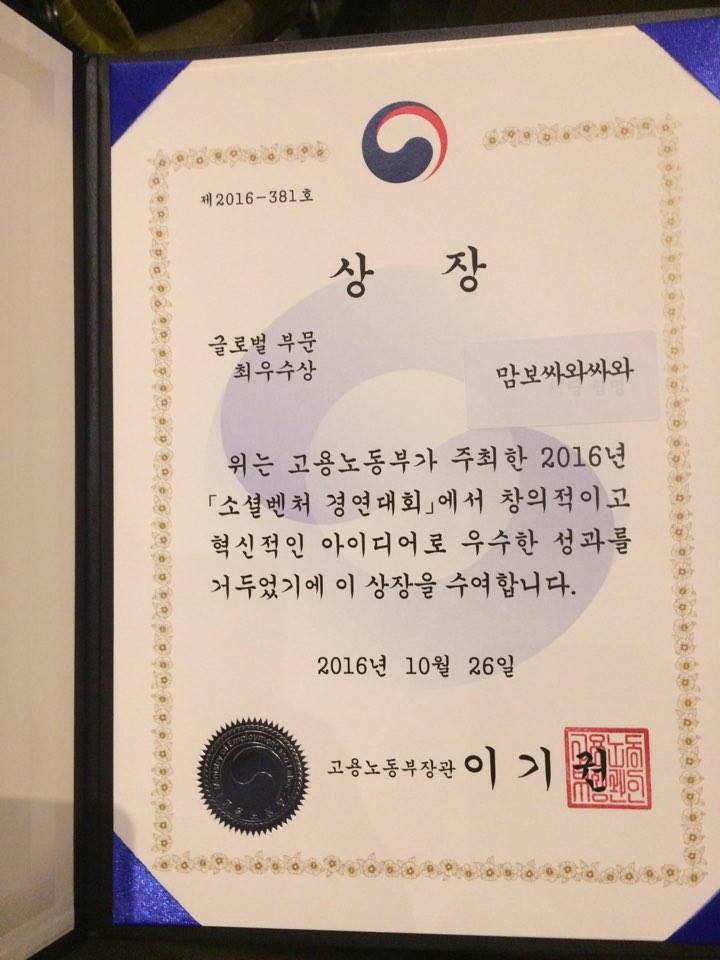 제2016-381호
상 장
글로벌 부문
최우수상
맘보싸와싸와
위는 고용노동부가 주최한 2016년
「소셜벤처 경연대회」에서 창의적이고
혁신적인 아이디어로 우수한 성과를
거두었기에 이 상장을 수여합니다.
2016년 10월 26일
Ministry of Employment
고용노동부장관 이 기 권